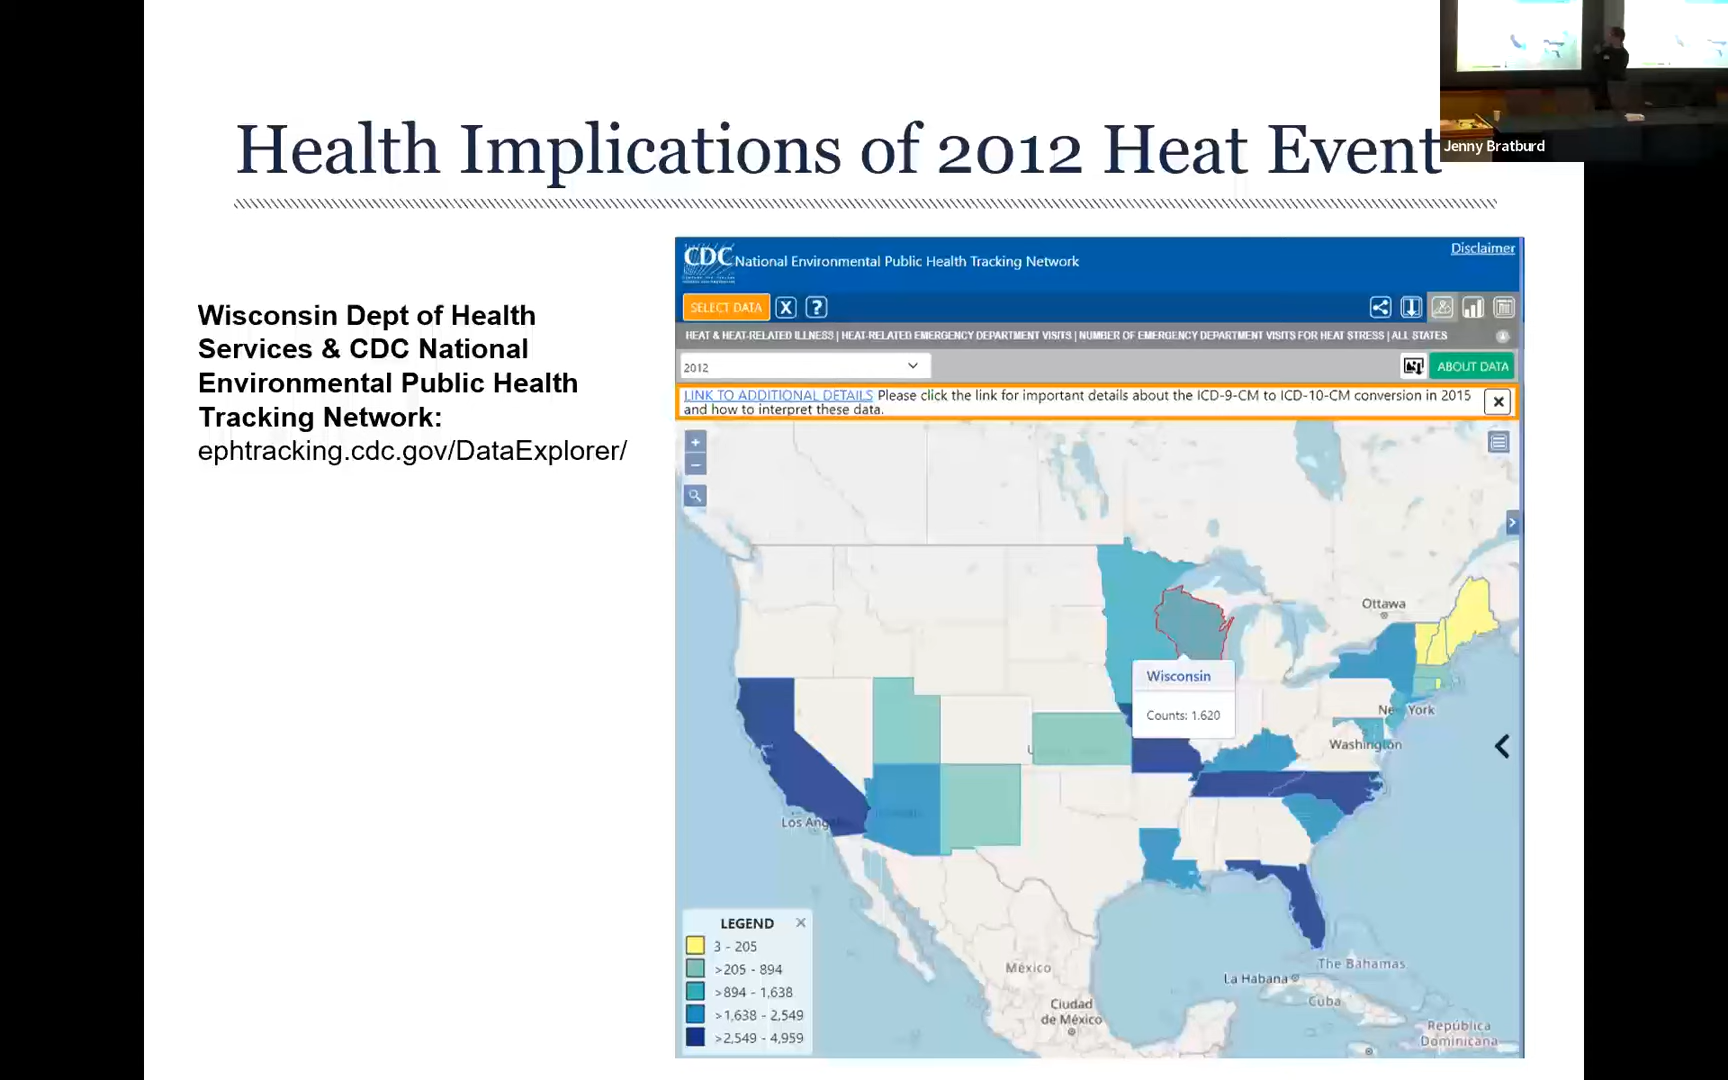 Health Implications of 2012 Heat Event
Jenny Bratburd
Wisconsin Dept of Health
Services & CDC National
Environmental Public Health
Tracking Network:
ephtracking.cdc.gov/DataExplorer/
Disclaimer
CDC National Environmental Public Health Tracking Network
SELECT DATA X ?
HEAT & HEAT-RELATED ILLNESS | HEAT-RELATED EMERGENCY DEPARTMENT VISITS | NUMBER OF EMERGENCY DEPARTMENT VISITS FOR HEAT STRESS | ALL STATES
2012
ABOUT DATA
LINK TO ADDITIONAL DETAILS Please click the link for important details about the ICD-9-CM to ICD-10-CM conversion in 2015
and how to interpret these data.
Ottawa
Wisconsin
Counts: 1,620
New York
Washington
Los Ang
LEGEND
3 - 205
>205 - 894
>894 - 1,638
>1,638 - 2,549
>2,549 - 4,959
México
Ciudad
de México
The Bahamas
La Habana
Cuba
República
Dominicana